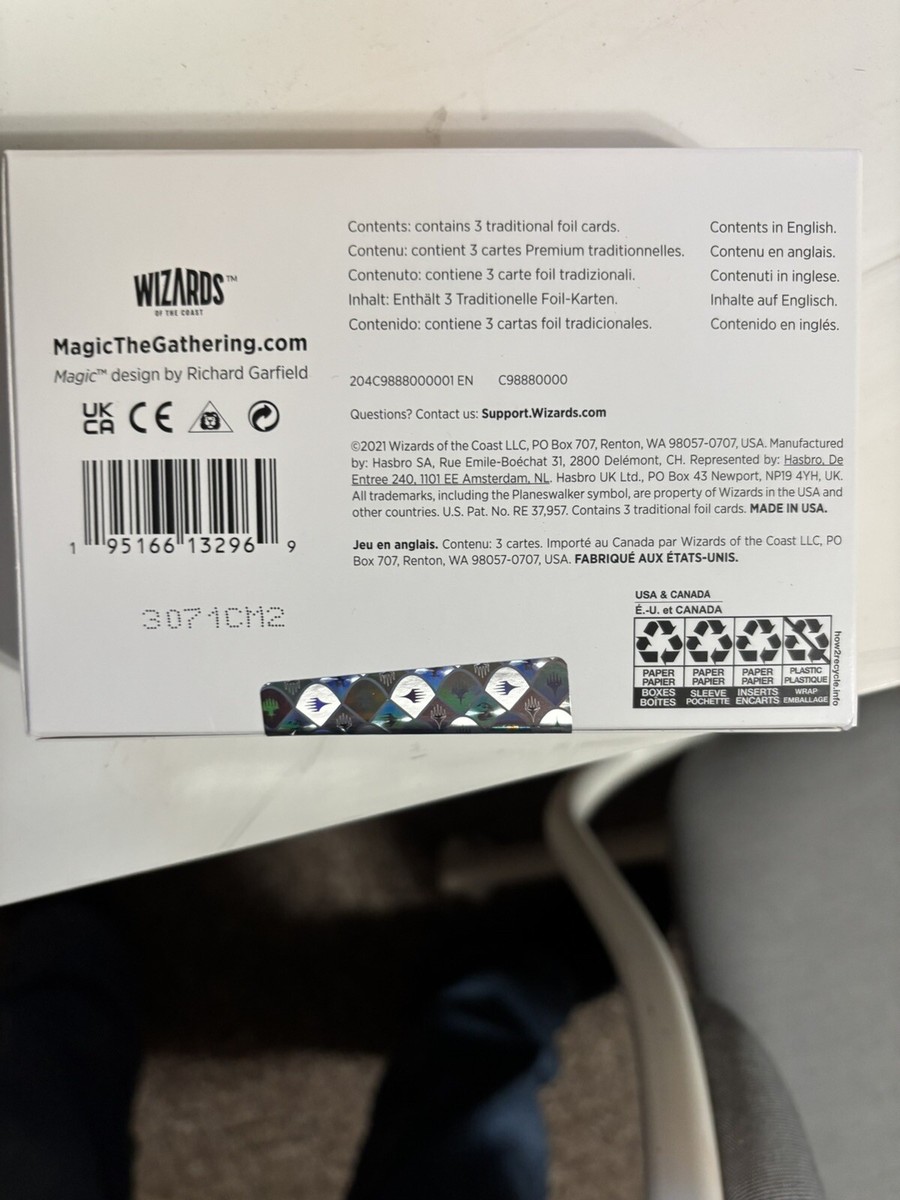 WIZARDS™
OF THE COAST
MagicTheGathering.com
Magic™ design by Richard Garfield
UK
CA CE
1 95166 13296 9
3071CM2
Contents: contains 3 traditional foil cards.
Contenu: contient 3 cartes Premium traditionnelles.
Contenuto: contiene 3 carte foil tradizionali.
Inhalt: Enthält 3 Traditionelle Foil-Karten.
Contenido: contiene 3 cartas foil tradicionales.
Contents in English.
Contenu en anglais.
Contenuti in inglese.
Inhalte auf Englisch.
Contenido en inglés.
204C9888000001 EN C98880000
Questions? Contact us: Support.Wizards.com
©2021 Wizards of the Coast LLC, PO Box 707, Renton, WA 98057-0707, USA. Manufactured
by: Hasbro SA, Rue Emile-Boéchat 31, 2800 Delémont, CH. Represented by: Hasbro, De
Entree 240, 1101 EE Amsterdam, NL. Hasbro UK Ltd., PO Box 43 Newport, NP19 4YH, UK.
All trademarks, including the Planeswalker symbol, are property of Wizards in the USA and
other countries. U.S. Pat. No. RE 37,957. Contains 3 traditional foil cards. MADE IN USA.
Jeu en anglais. Contenu: 3 cartes. Importé au Canada par Wizards of the Coast LLC, PO
Box 707, Renton, WA 98057-0707, USA. FABRIQUÉ AUX ÉTATS-UNIS.
USA & CANADA
É.-U. et CANADA
PAPER PAPER PAPER PLASTIC
PAPIER PAPIER PAPIER PLASTIQUE
BOXES SLEEVE INSERTS WRAP
BOÎTES POCHETTE ENCARTS EMBALLAGE
how2recycle.info